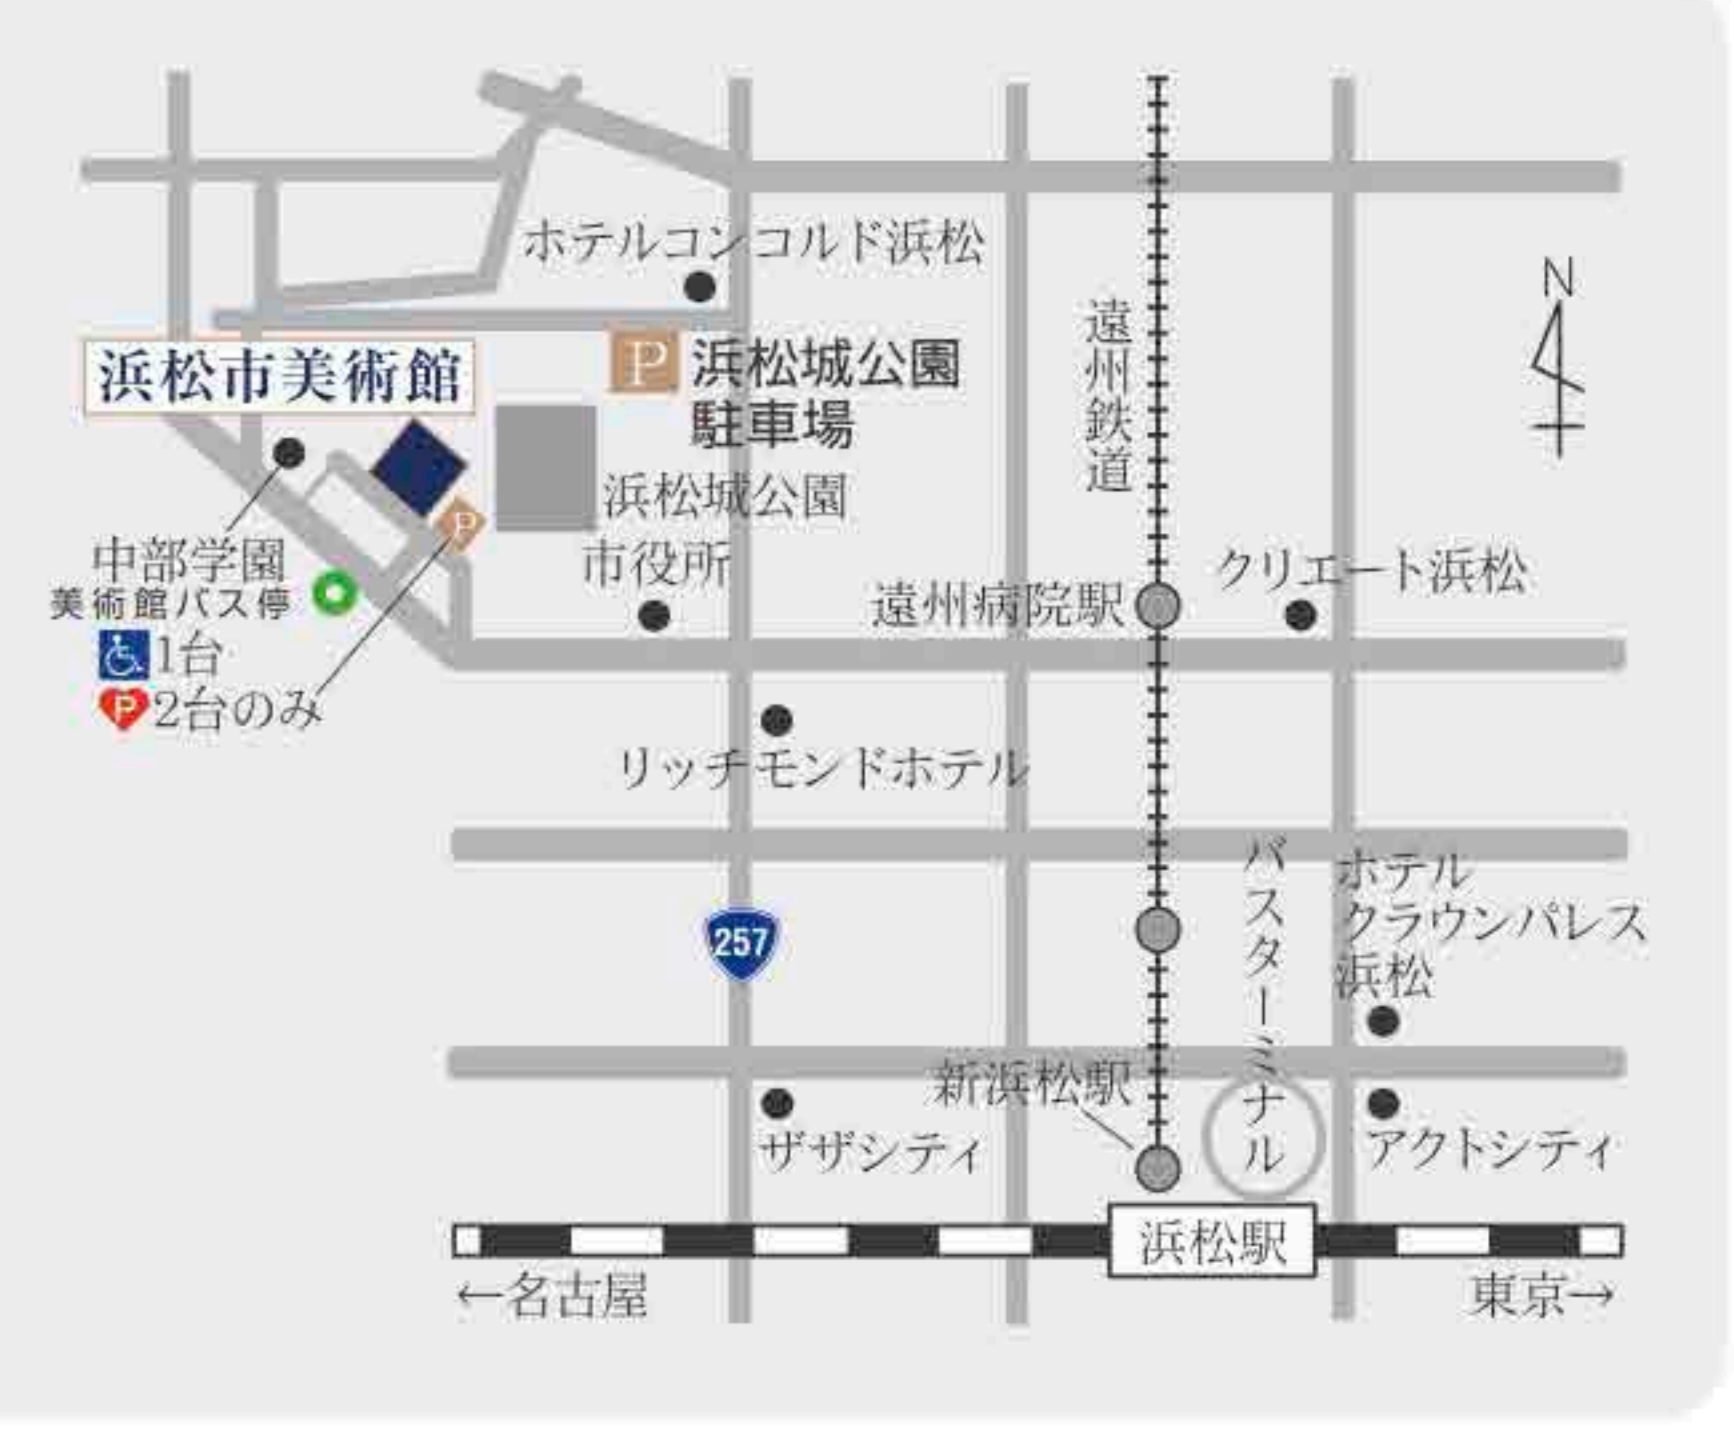 ホテルコンコルド浜松
N
遠州鉄道
浜松市美術館
P
浜松城公園
駐車場
浜松城公園
P
中部学園
市役所
美術館バス停
遠州病院駅
クリエート浜松
1台
P
2台のみ
リッチモンドホテル
バスターミナル
ホテル
クラウンパレス
浜松
257
新浜松駅
ザザシティ
アクトシティ
浜松駅
←名古屋
東京→